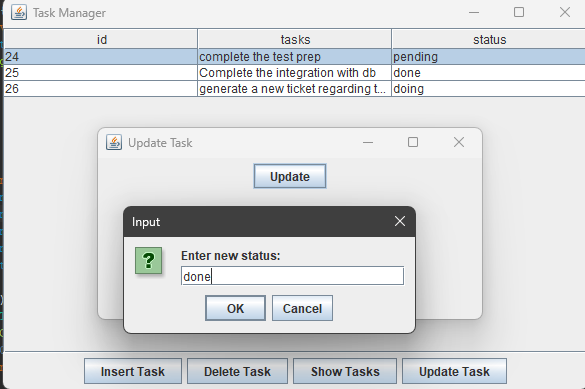 Task Manager
id tasks status
24 complete the test prep pending
25 Complete the integration with db done
26 generate a new ticket regarding t... doing
Update Task
Update
Input
?
Enter new status:
done
OK Cancel
Insert Task Delete Task Show Tasks Update Task